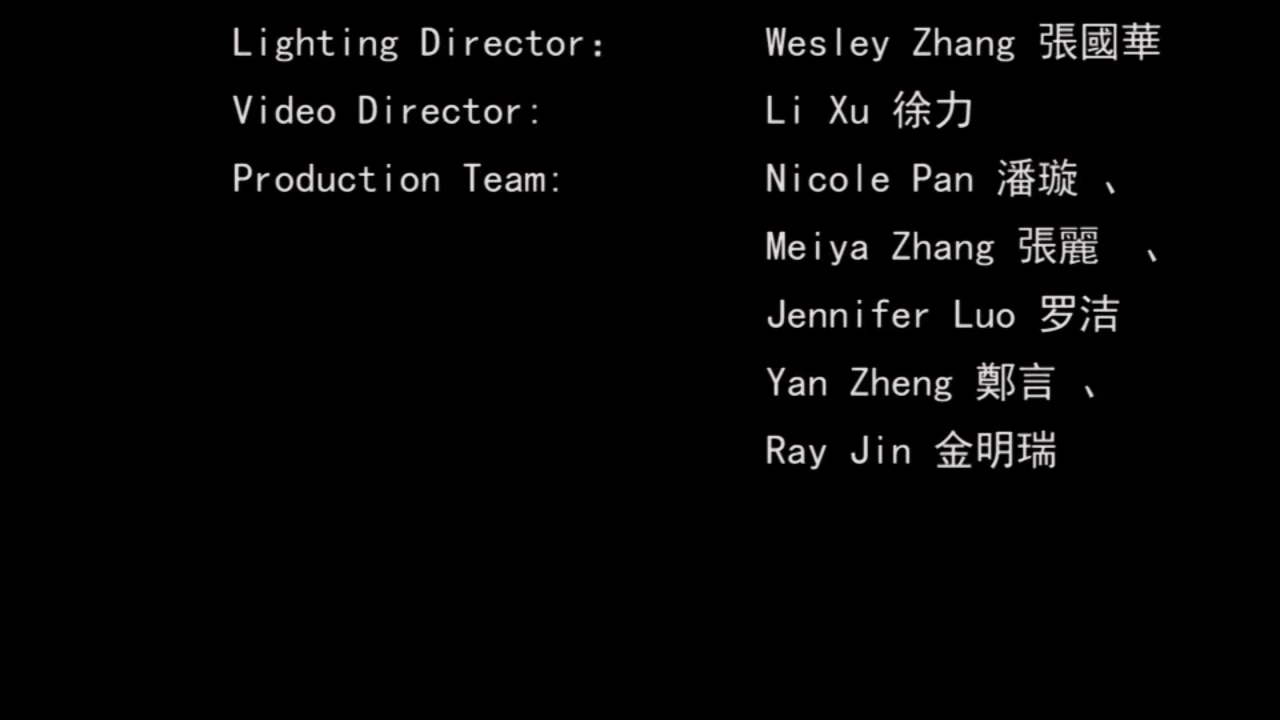 Lighting Director： Wesley Zhang 張國華
Video Director: Li Xu 徐力
Production Team: Nicole Pan 潘璇 、
Meiya Zhang 張麗 、
Jennifer Luo 罗洁
Yan Zheng 鄭言 、
Ray Jin 金明瑞